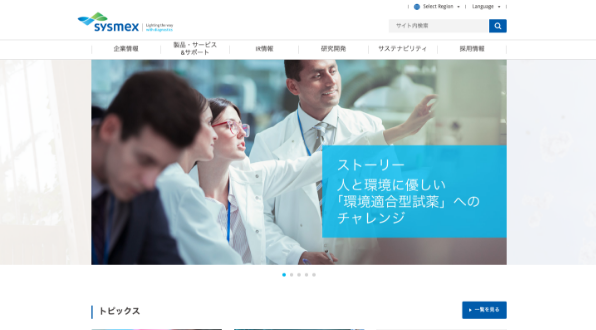 Select Region
Language
sysmex
Lighting the way
with diagnostics
サイト内検索
企業情報
製品・サービス
&サポート
IR情報
研究開発
サステナビリティ
採用情報
ストーリー
人と環境に優しい
「環境適合型試薬」への
チャレンジ
トピックス
一覧を見る